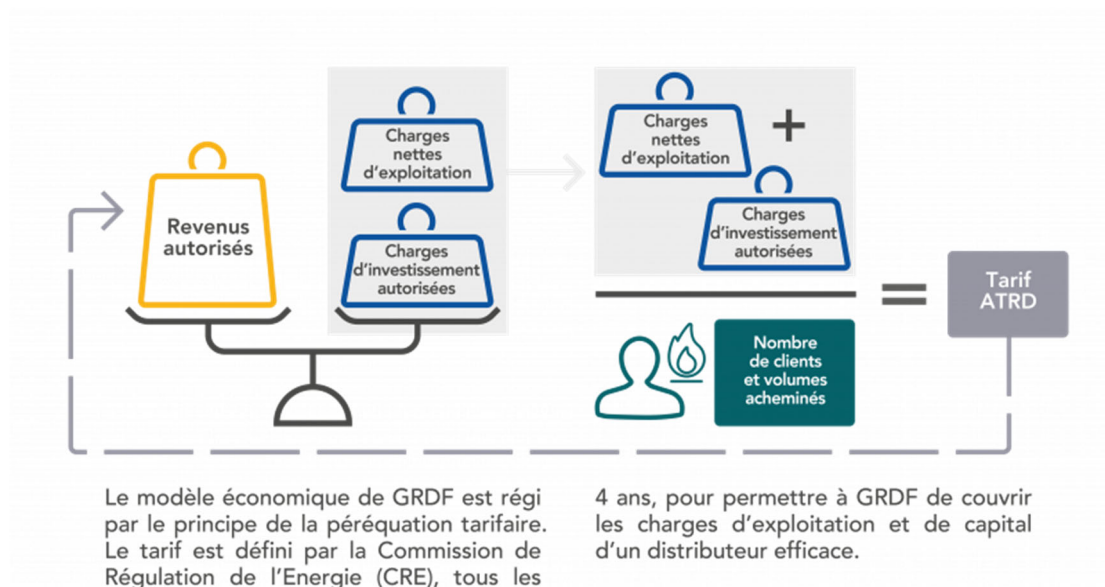 Revenus
autorisés
Charges
nettes
d'exploitation
Charges
d'investissement
autorisées
Charges
nettes
d'exploitation
+
Charges
d'investissement
autorisées
Nombre
de clients
et volumes
acheminés
=
Tarif
ATRD
Le modèle économique de GRDF est régi
par le principe de la péréquation tarifaire.
Le tarif est défini par la Commission de
Régulation de l'Energie (CRE), tous les
4 ans, pour permettre à GRDF de couvrir
les charges d'exploitation et de capital
d'un distributeur efficace.